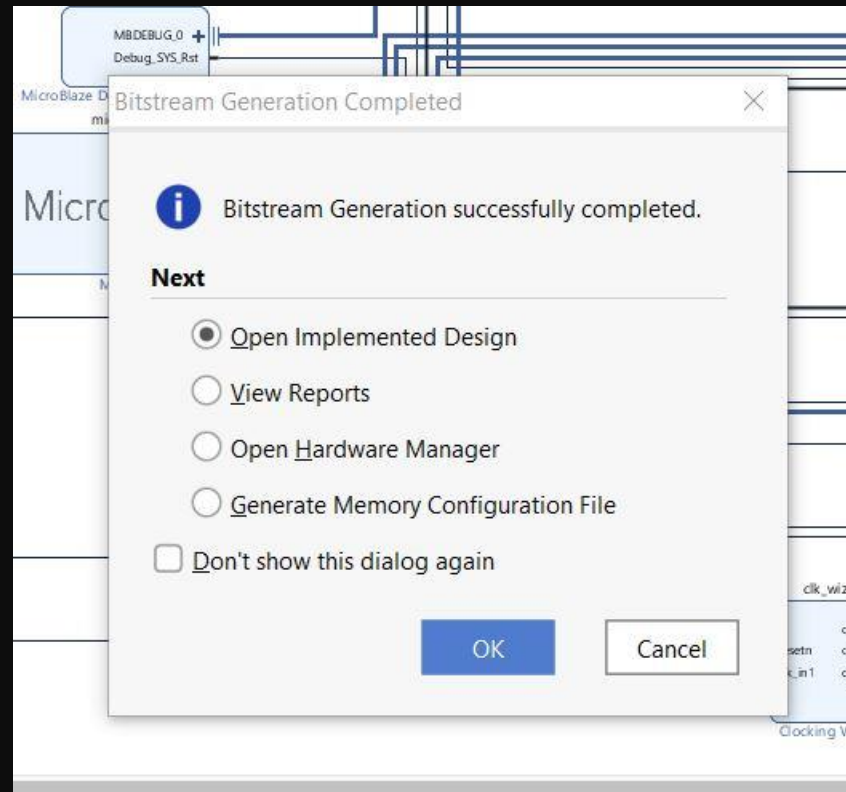 MBDEBUG_0
Debug_SYS_Rst
MicroBlaze D
Bitstream Generation Completed
Micro
Bitstream Generation successfully completed.
Next
Open Implemented Design
View Reports
Open Hardware Manager
Generate Memory Configuration File
Don't show this dialog again
clk_wiz
OK
Cancel
setn
k_in1
Clocking W